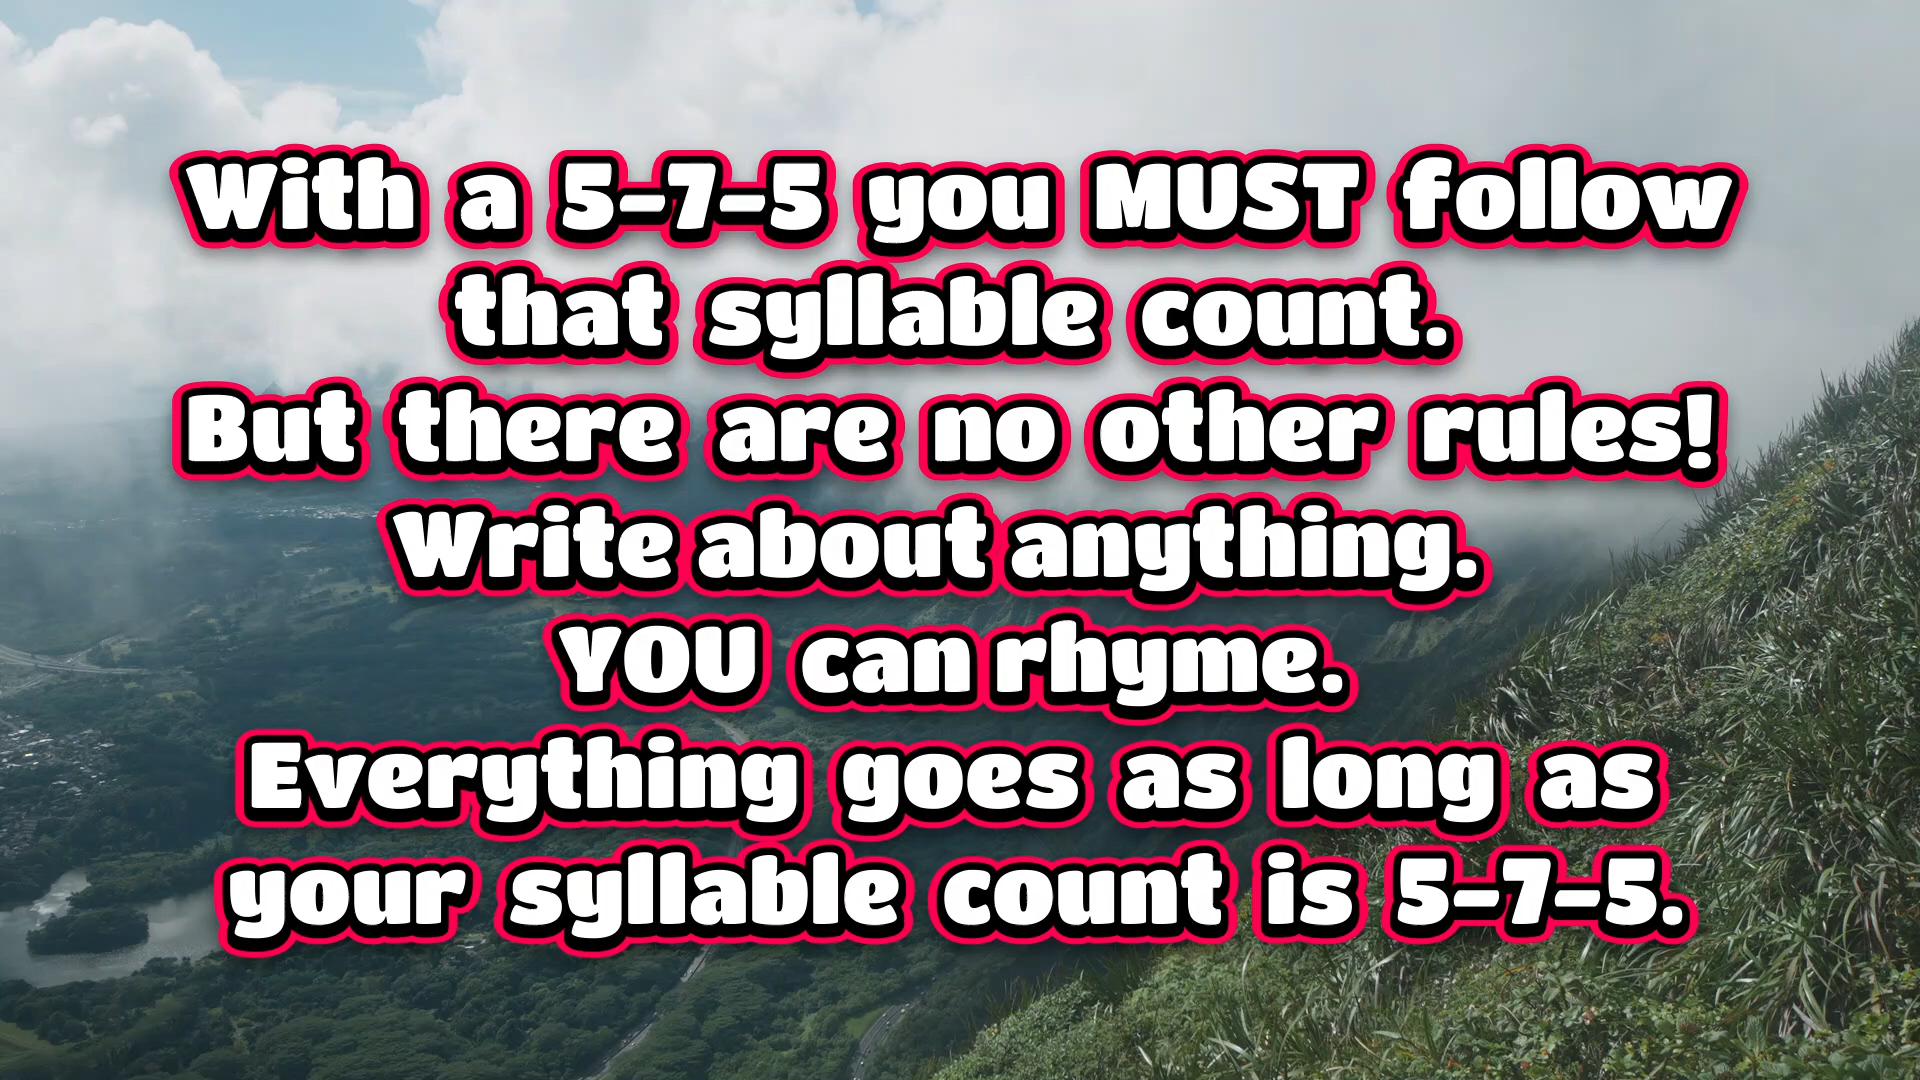 With a 5-7-5 you MUST follow
that syllable count.
But there are no other rules!
Write about anything.
YOU can rhyme.
Everything goes as long as
your syllable count is 5-7-5.